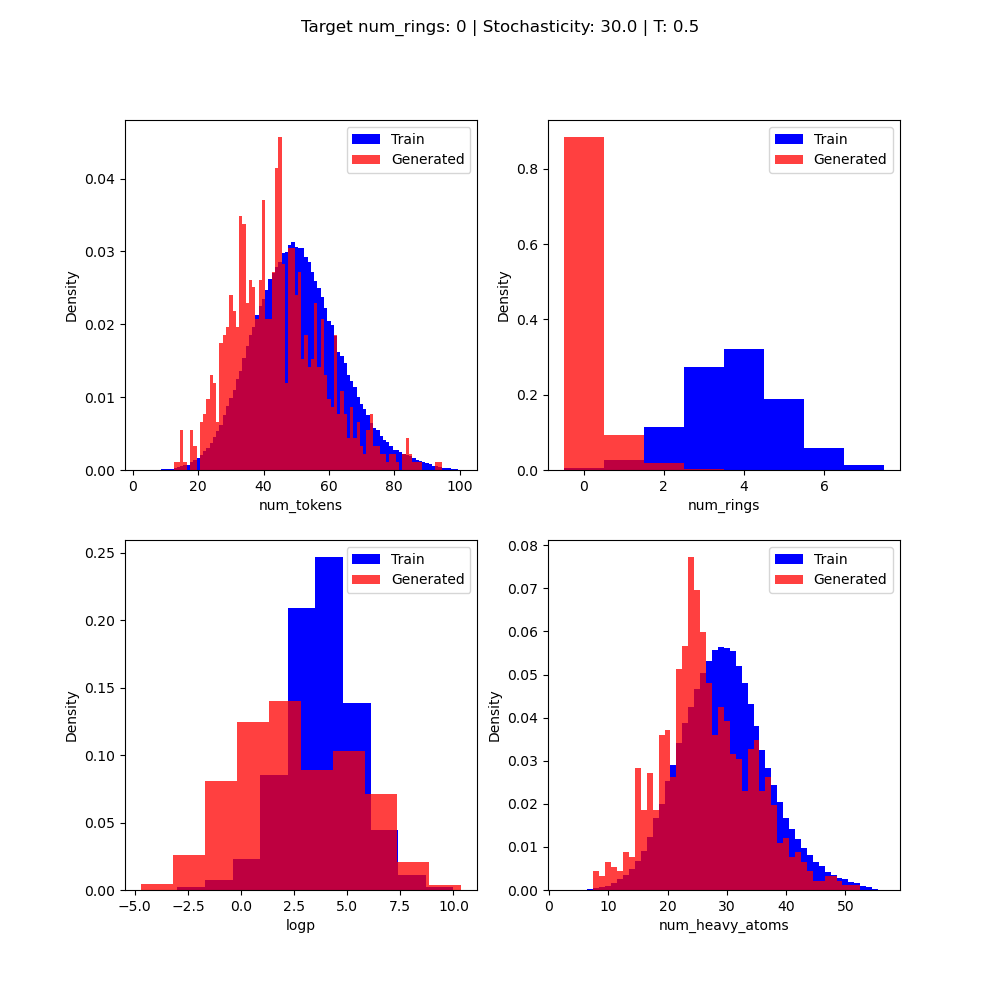 Target num_rings: 0 | Stochasticity: 30.0 | T: 0.5
Train
Generated
Density
0.04
0.03
0.02
0.01
0.00
0
20
40
60
80
100
num_tokens
Train
Generated
Density
0.8
0.6
0.4
0.2
0.0
0
2
4
6
num_rings
Train
Generated
Density
0.25
0.20
0.15
0.10
0.05
0.00
−5.0
−2.5
0.0
2.5
5.0
7.5
10.0
logp
Train
Generated
Density
0.08
0.07
0.06
0.05
0.04
0.03
0.02
0.01
0.00
0
10
20
30
40
50
num_heavy_atoms